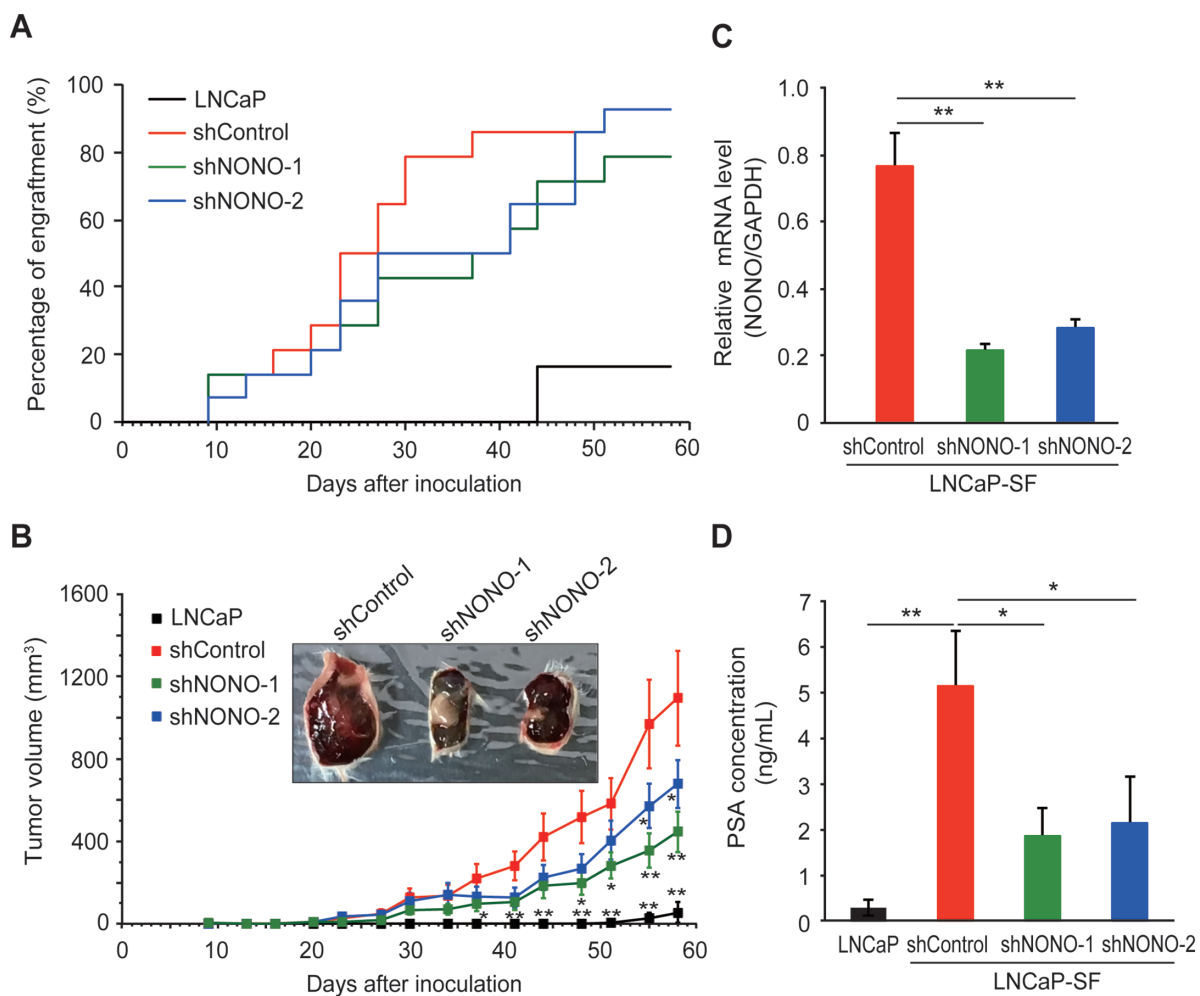 A
Percentage of engraftment (%)
100
80
60
40
20
0
LNCaP
shControl
shNONO-1
shNONO-2
0 10 20 30 40 50 60
Days after inoculation
C
Relative mRNA level
(NONO/GAPDH)
1.0
0.8
0.6
0.4
0.2
0
**
**
shControl shNONO-1 shNONO-2
LNCaP-SF
B
Tumor volume (mm³)
1600
1200
800
400
0
LNCaP
shControl
shNONO-1
shNONO-2
shControl
shNONO-1
shNONO-2
*
*
**
**
*
**
**
*
* ** ** ** **
0 10 20 30 40 50 60
Days after inoculation
D
PSA concentration
(ng/mL)
7
6
5
4
3
2
1
0
*
** *
LNCaP shControl shNONO-1 shNONO-2
LNCaP-SF